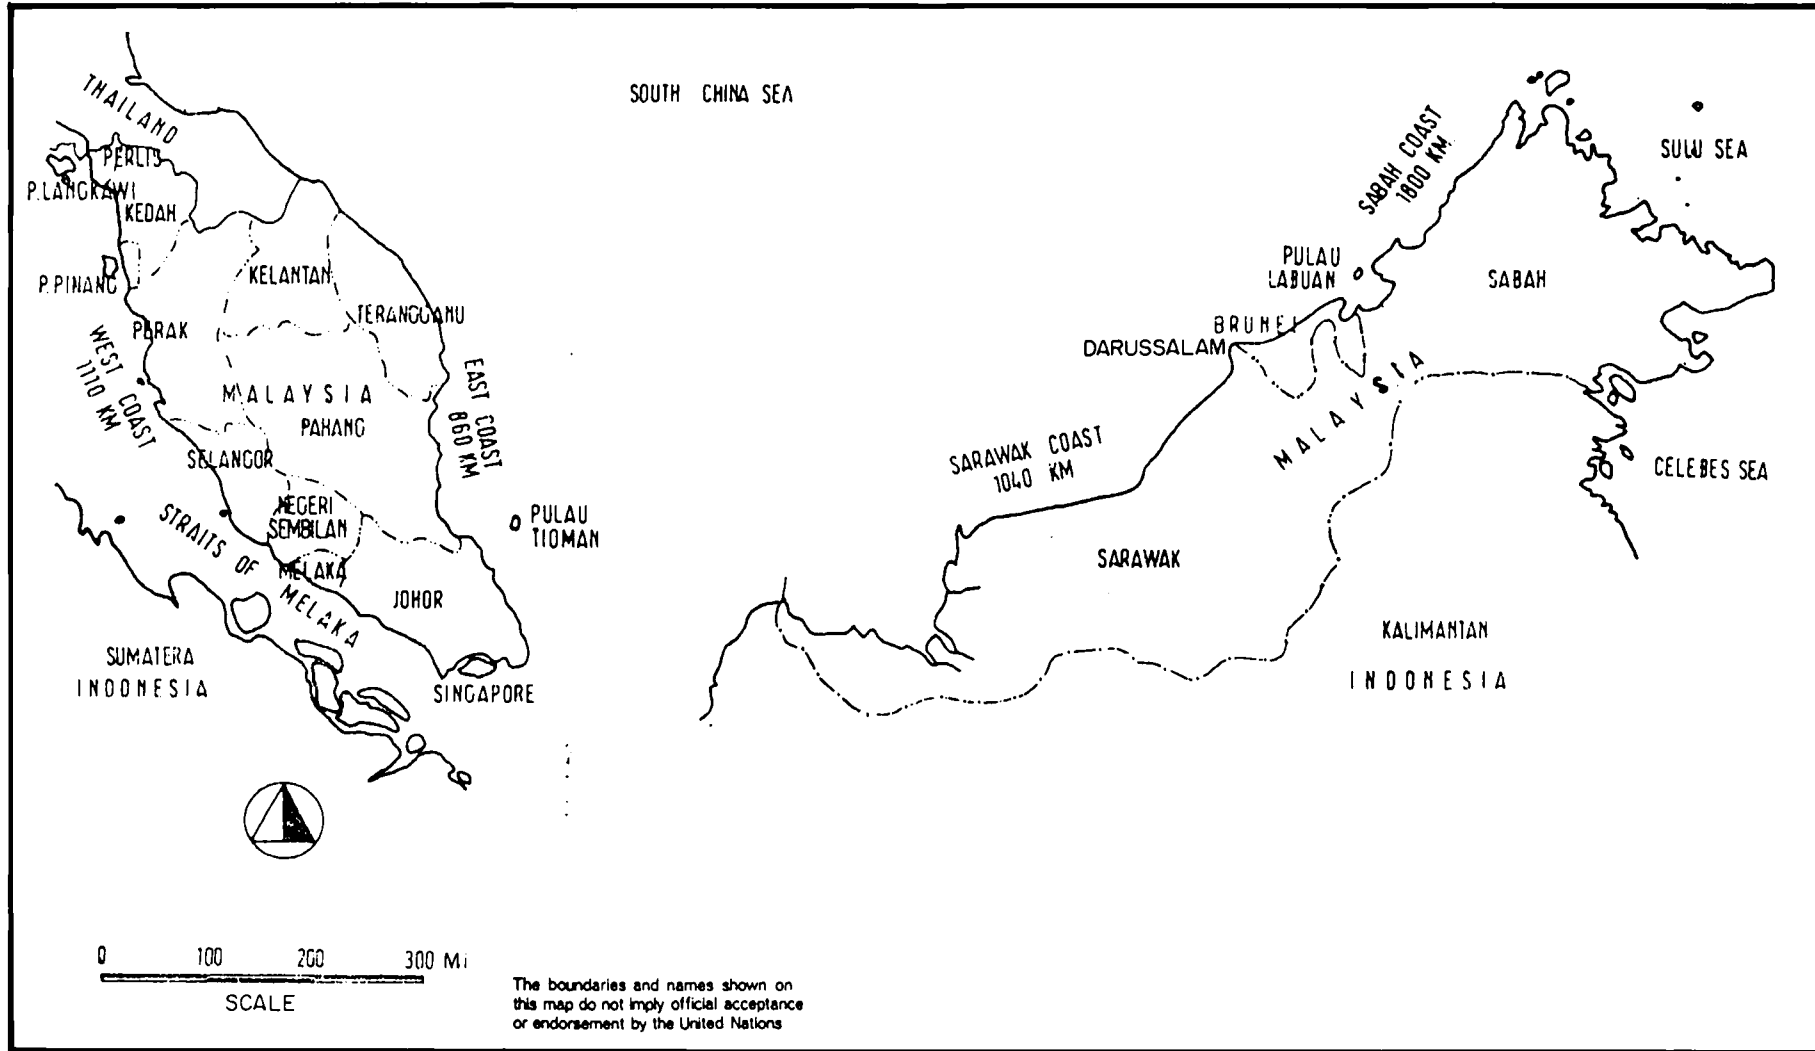 SOUTH CHINA SEA
THAILAND
PERLIS
P.LANGKAWI
KEDAH
P.PINANG
KELANTAN
TERANGGANU
PERAK
WEST COAST
1110 KM
MALAYSIA
PAHANG
EAST COAST
860 KM
SELANGOR
NEGERI
SEMBILAN
MELAKA
JOHOR
PULAU
TIOMAN
STRAITS OF
MELAKA
SUMATERA
INDONESIA
SINGAPORE
SABAH COAST
1800 KM.
SULU SEA
PULAU
LABUAN
SABAH
BRUNEI
DARUSSALAM
MALAYSIA
SARAWAK COAST
1040 KM
CELEBES SEA
SARAWAK
KALIMANTAN
INDONESIA
0 100 200 300 Mi
SCALE
The boundaries and names shown on
this map do not imply official acceptance
or endorsement by the United Nations